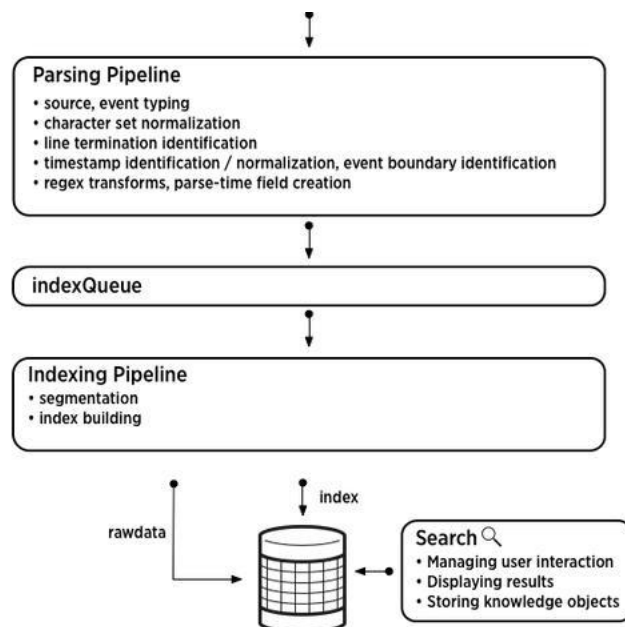 Parsing Pipeline
• source, event typing
• character set normalization
• line termination identification
• timestamp identification / normalization, event boundary identification
• regex transforms, parse-time field creation
indexQueue
Indexing Pipeline
• segmentation
• index building
index
rawdata
Search
• Managing user interaction
• Displaying results
• Storing knowledge objects